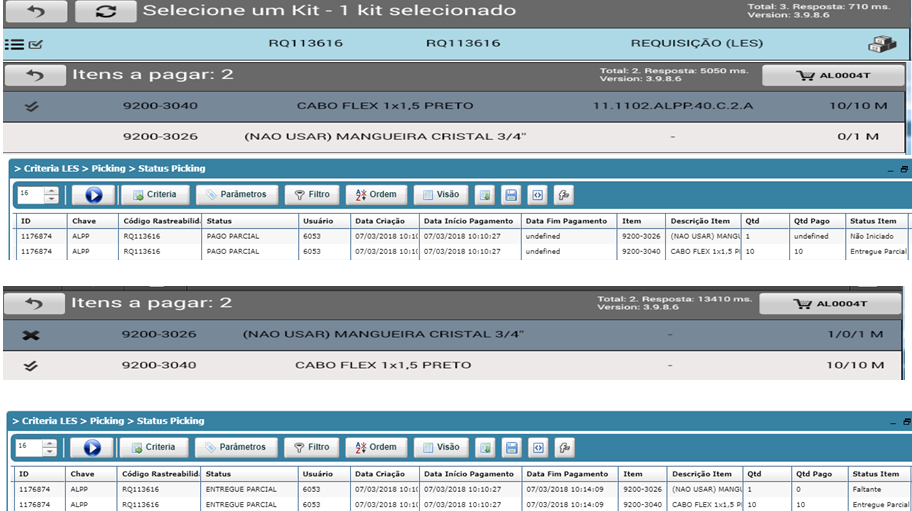 Selecione um Kit - 1 kit selecionado
Total: 3. Resposta: 710 ms.
Version: 3.9.8.6
RQ113616 RQ113616 REQUISIÇÃO (LES)
Itens a pagar: 2
Total: 2. Resposta: 5050 ms.
Version: 3.9.8.6
AL0004T
9200-3040 CABO FLEX 1x1,5 PRETO 11.1102.ALPP.40.C.2.A 10/10 M
9200-3026 (NAO USAR) MANGUEIRA CRISTAL 3/4" - 0/1 M
> Criteria LES > Picking > Status Picking
16 Criteria Parâmetros Filtro Ordem Visão
ID Chave Código Rastreabilid. Status Usuário Data Criação Data Início Pagamento Data Fim Pagamento Item Descrição Item Qtd Qtd Pago Status Item
1176874 ALPP RQ113616 PAGO PARCIAL 6053 07/03/2018 10:10 07/03/2018 10:10:27 undefined 9200-3026 (NAO USAR) MANGU 1 undefined Não Iniciado
1176874 ALPP RQ113616 PAGO PARCIAL 6053 07/03/2018 10:10 07/03/2018 10:10:27 undefined 9200-3040 CABO FLEX 1x1,5 P 10 10 Entregue Parcial
Itens a pagar: 2
Total: 2. Resposta: 13410 ms.
Version: 3.9.8.6
AL0004T
9200-3026 (NAO USAR) MANGUEIRA CRISTAL 3/4" - 1/0/1 M
9200-3040 CABO FLEX 1x1,5 PRETO - 10/10 M
> Criteria LES > Picking > Status Picking
16 Criteria Parâmetros Filtro Ordem Visão
ID Chave Código Rastreabilid. Status Usuário Data Criação Data Início Pagamento Data Fim Pagamento Item Descrição Item Qtd Qtd Pago Status Item
1176874 ALPP RQ113616 ENTREGUE PARCIAL 6053 07/03/2018 10:10 07/03/2018 10:10:27 07/03/2018 10:14:09 9200-3026 (NAO USAR) MANGU 1 0 Faltante
1176874 ALPP RQ113616 ENTREGUE PARCIAL 6053 07/03/2018 10:10 07/03/2018 10:10:27 07/03/2018 10:14:09 9200-3040 CABO FLEX 1x1,5 P 10 10 Entregue Parcial